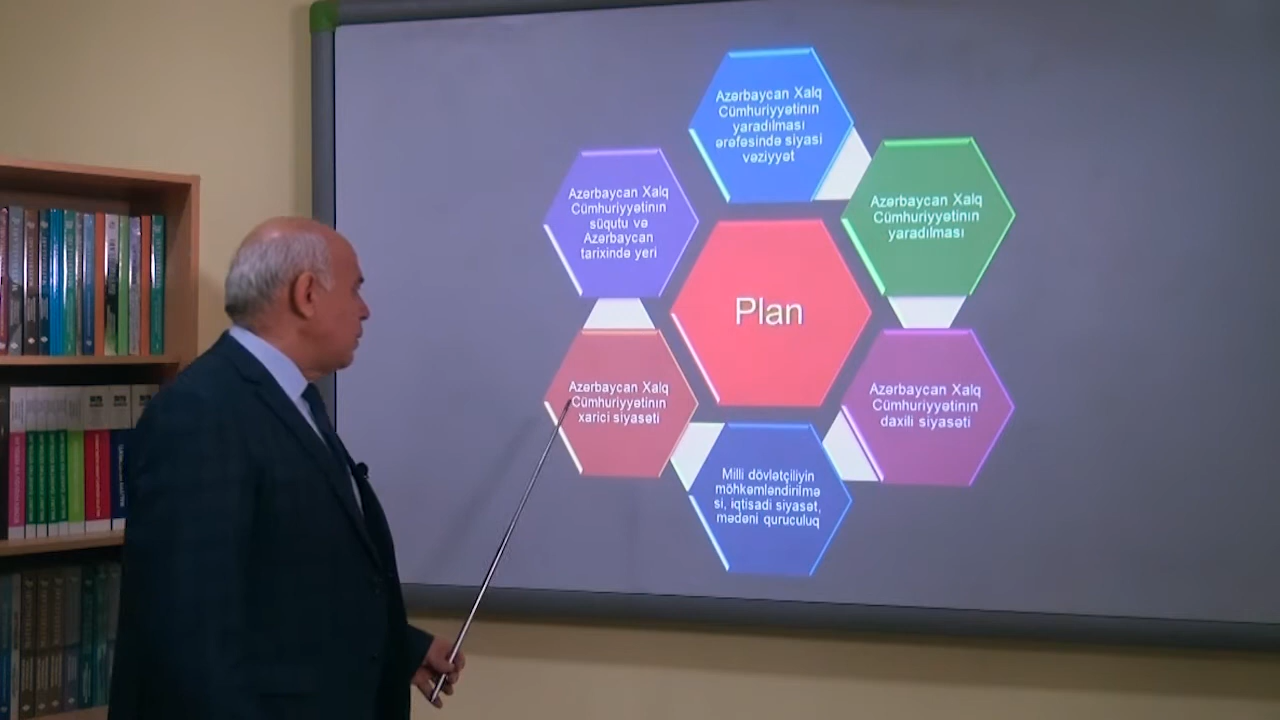 Azərbaycan Xalq
Cümhuriyyətinin
yaradılması
ərəfəsində siyasi
vəziyyət
Azərbaycan Xalq
Cümhuriyyətinin
yaradılması
Azərbaycan Xalq
Cümhuriyyətinin
daxili siyasəti
Milli dövlətçiliyin
möhkəmləndirilmə
si, iqtisadi siyasət,
mədəni quruculuq
Azərbaycan Xalq
Cümhuriyyətinin
xarici siyasəti
Azərbaycan Xalq
Cümhuriyyətinin
süqutu və
Azərbaycan
tarixində yeri
Plan